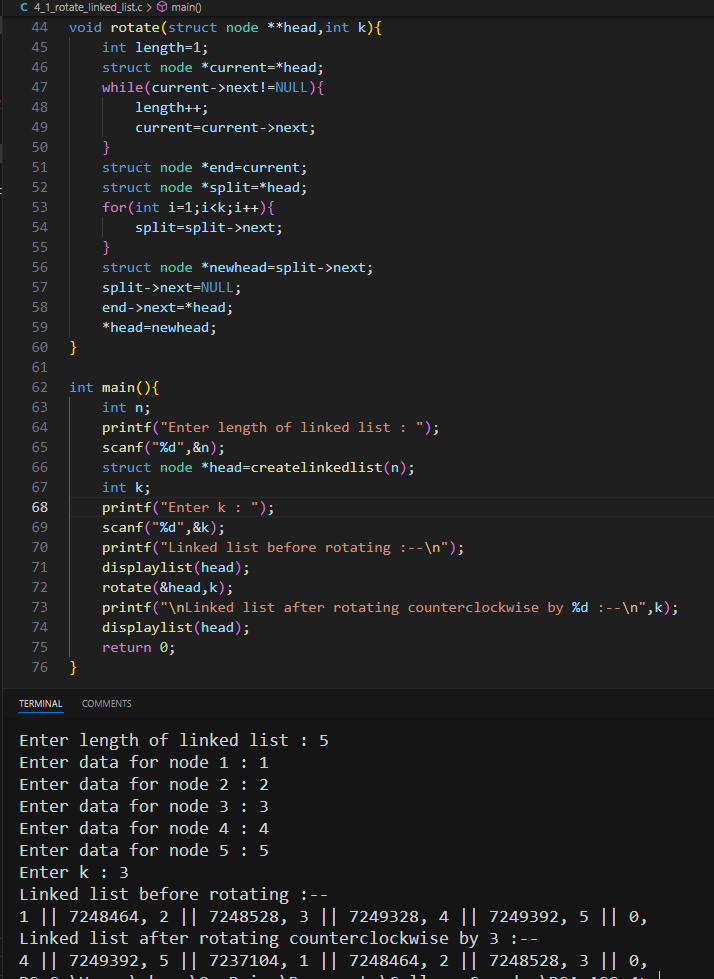 C 4_1_rotate_linked_list.c > main()
44 void rotate(struct node **head,int k){
45 int length=1;
46 struct node *current=*head;
47 while(current->next!=NULL){
48 length++;
49 current=current->next;
50 }
51 struct node *end=current;
52 struct node *split=*head;
53 for(int i=1;i<k;i++){
54 split=split->next;
55 }
56 struct node *newhead=split->next;
57 split->next=NULL;
58 end->next=*head;
59 *head=newhead;
60 }
61
62 int main(){
63 int n;
64 printf("Enter length of linked list : ");
65 scanf("%d",&n);
66 struct node *head=createlinkedlist(n);
67 int k;
68 printf("Enter k : ");
69 scanf("%d",&k);
70 printf("Linked list before rotating :--\n");
71 displaylist(head);
72 rotate(&head,k);
73 printf("\nLinked list after rotating counterclockwise by %d :--\n",k);
74 displaylist(head);
75 return 0;
76 }
TERMINAL COMMENTS
Enter length of linked list : 5
Enter data for node 1 : 1
Enter data for node 2 : 2
Enter data for node 3 : 3
Enter data for node 4 : 4
Enter data for node 5 : 5
Enter k : 3
Linked list before rotating :--
1 || 7248464, 2 || 7248528, 3 || 7249328, 4 || 7249392, 5 || 0,
Linked list after rotating counterclockwise by 3 :--
4 || 7249392, 5 || 7237104, 1 || 7248464, 2 || 7248528, 3 || 0,